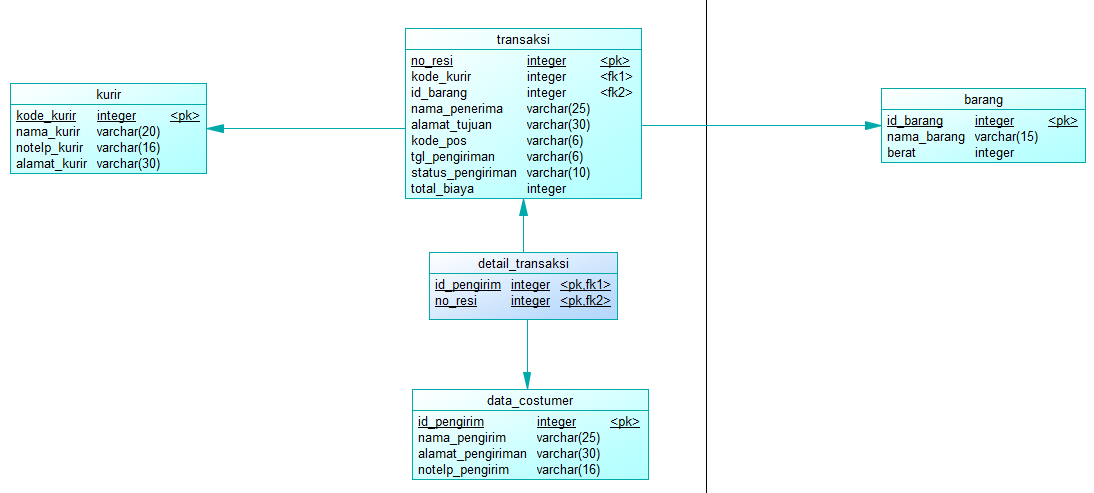 transaksi
no_resi integer <pk>
kode_kurir integer <fk1>
id_barang integer <fk2>
nama_penerima varchar(25)
alamat_tujuan varchar(30)
kode_pos varchar(6)
tgl_pengiriman varchar(6)
status_pengiriman varchar(10)
total_biaya integer
kurir
kode_kurir integer <pk>
nama_kurir varchar(20)
notelp_kurir varchar(16)
alamat_kurir varchar(30)
barang
id_barang integer <pk>
nama_barang varchar(15)
berat integer
detail_transaksi
id_pengirim integer <pk,fk1>
no_resi integer <pk,fk2>
data_costumer
id_pengirim integer <pk>
nama_pengirim varchar(25)
alamat_pengiriman varchar(30)
notelp_pengirim varchar(16)